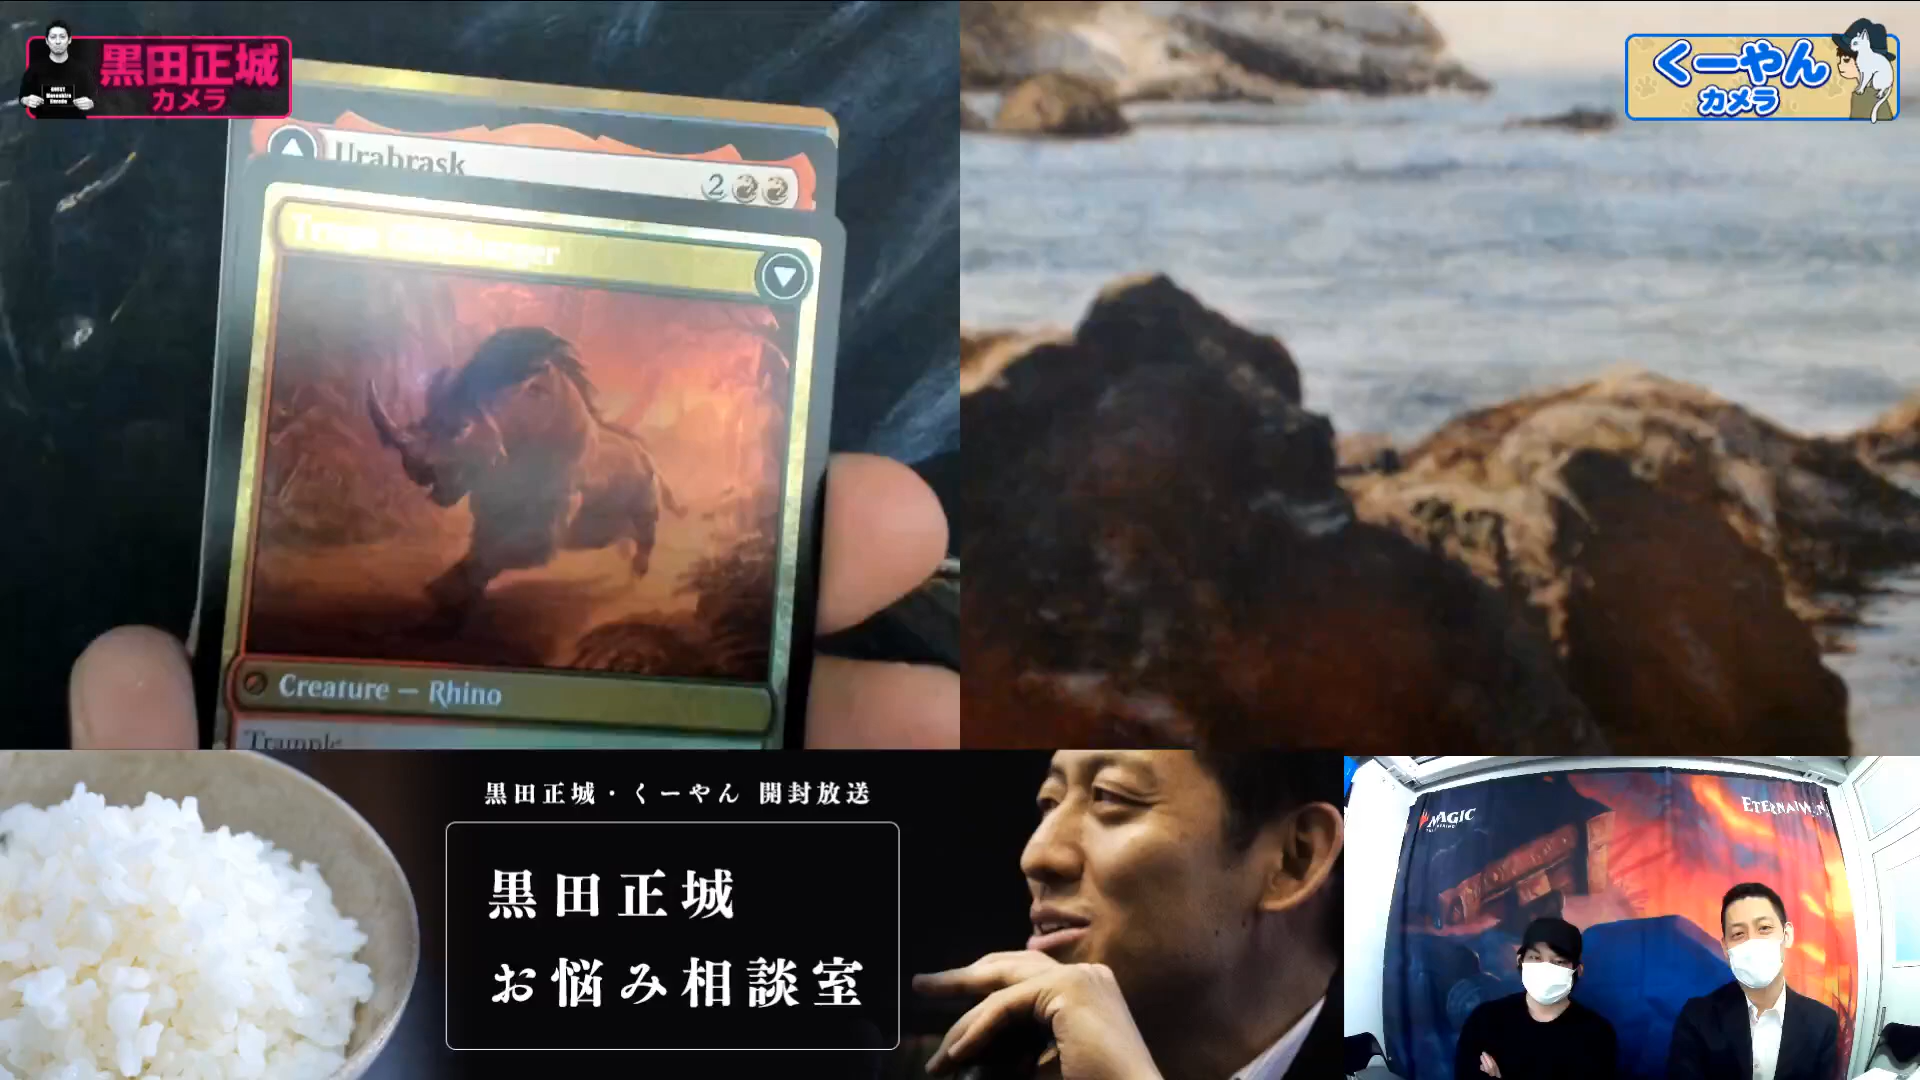 黒田正城
カメラ
くーやん
カメラ
Urabrask
2
Creature — Rhino
Trample
黒田正城・くーやん 開封放送
黒田正城
お悩み相談室
MAGIC